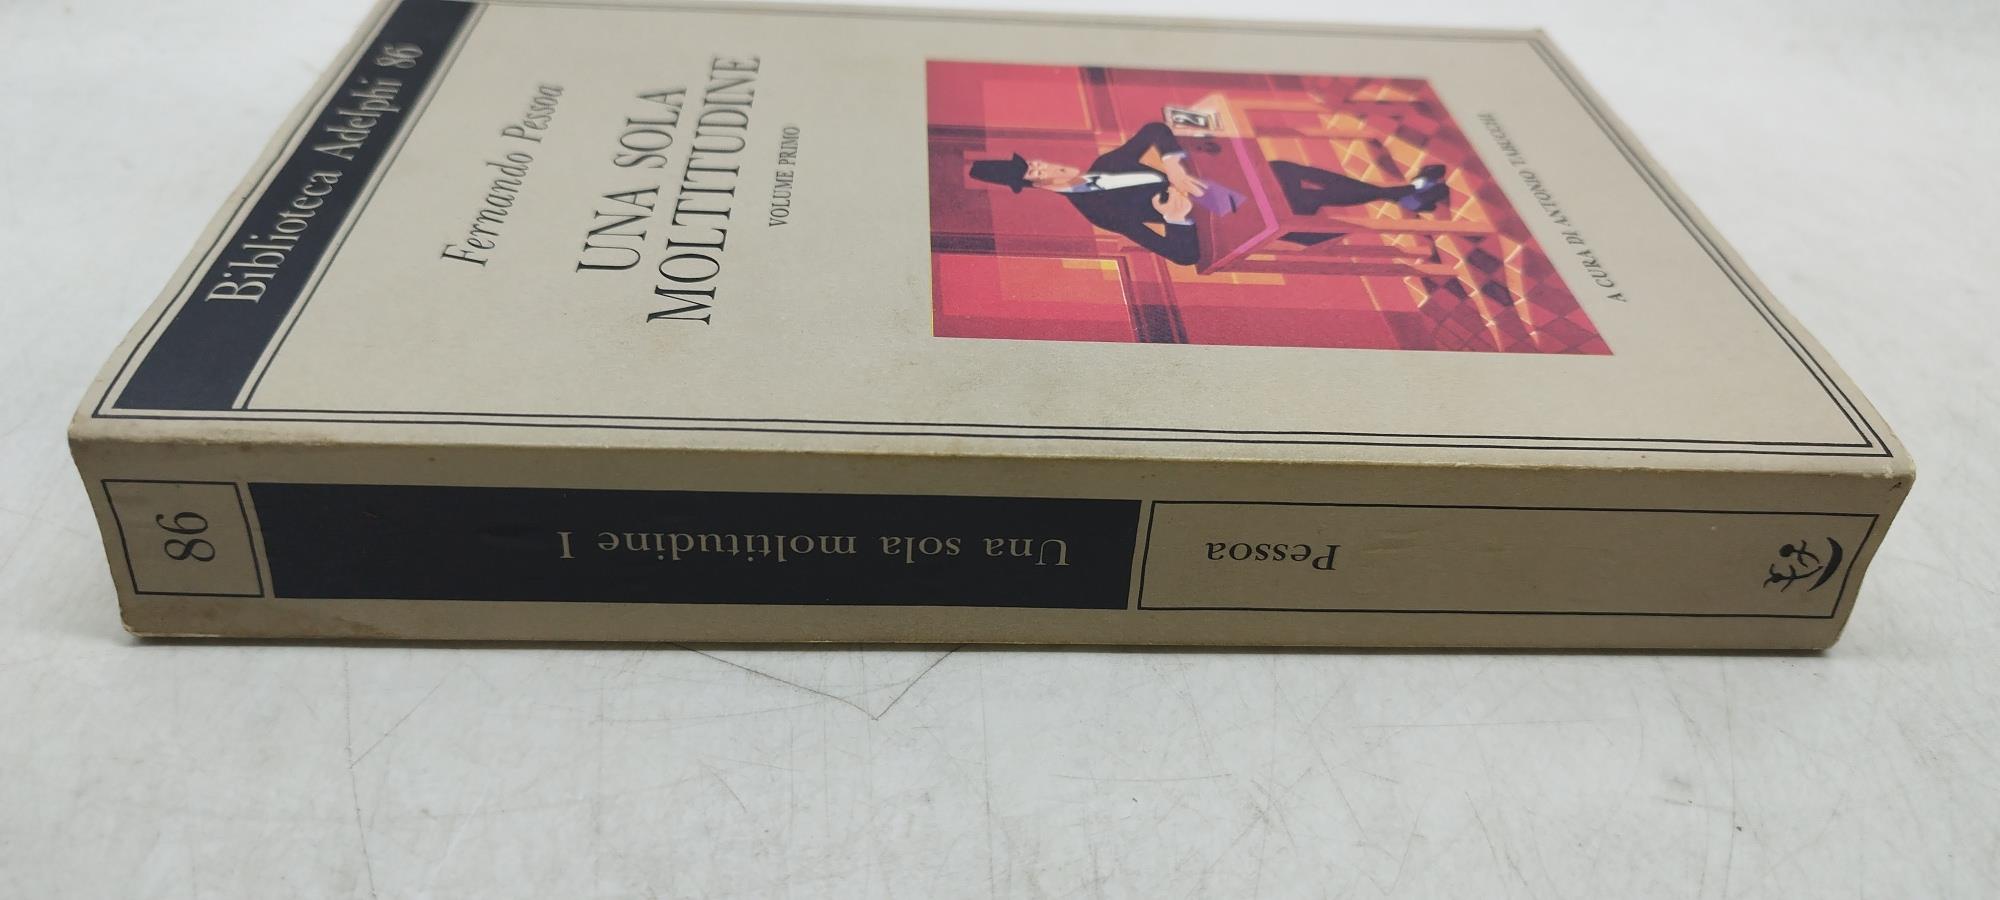 Biblioteca Adelphi 86
Fernando Pessoa
UNA SOLA
MOLTITUDINE
VOLUME PRIMO
2
A CURA DI ANTONIO TABUCCHI
86
Una sola moltitudine I
Pessoa